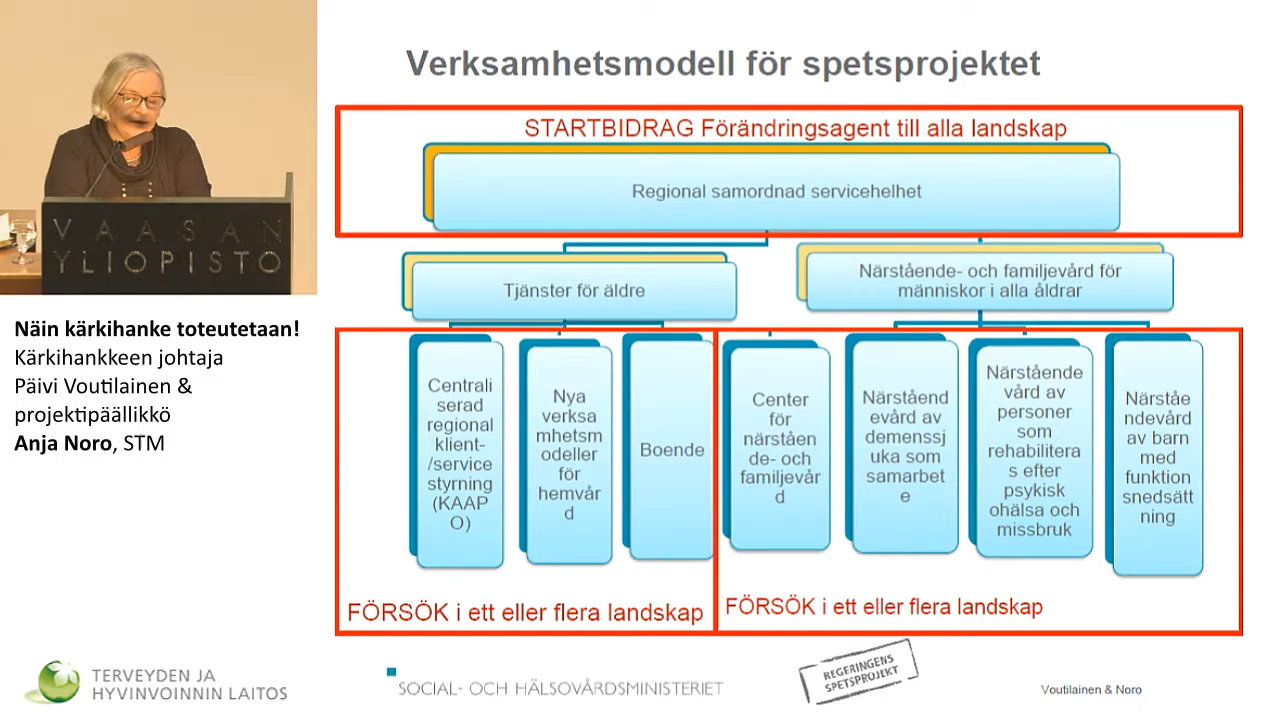 VAASAN
YLIOPISTO
Näin kärkihanke toteutetaan!
Kärkihankkeen johtaja
Päivi Voutilainen &
projektipäällikkö
Anja Noro, STM
Verksamhetsmodell för spetsprojektet
STARTBIDRAG Förändringsagent till alla landskap
Regional samordnad servicehelhet
Tjänster för äldre
Närstående- och familjevård för
människor i alla åldrar
Centrali
serad
regional
klient-
/service
styrning
(KAAP
O)
Nya
verksa
mhetsm
odeller
för
hemvår
d
Boende
Center
för
närståen
de- och
familjevår
d
Närståend
evård av
demenssj
uka som
samarbet
e
Närstående
vård av
personer
som
rehabilitera
s efter
psykisk
ohälsa och
missbruk
Närståe
ndevård
av barn
med
funktion
snedsätt
ning
FÖRSÖK i ett eller flera landskap
FÖRSÖK i ett eller flera landskap
TERVEYDEN JA
HYVINVOINNIN LAITOS
SOCIAL- OCH HÄLSOVÅRDSMINISTERIET
REGERINGENS
SPETSPROJEKT
Voutilainen & Noro